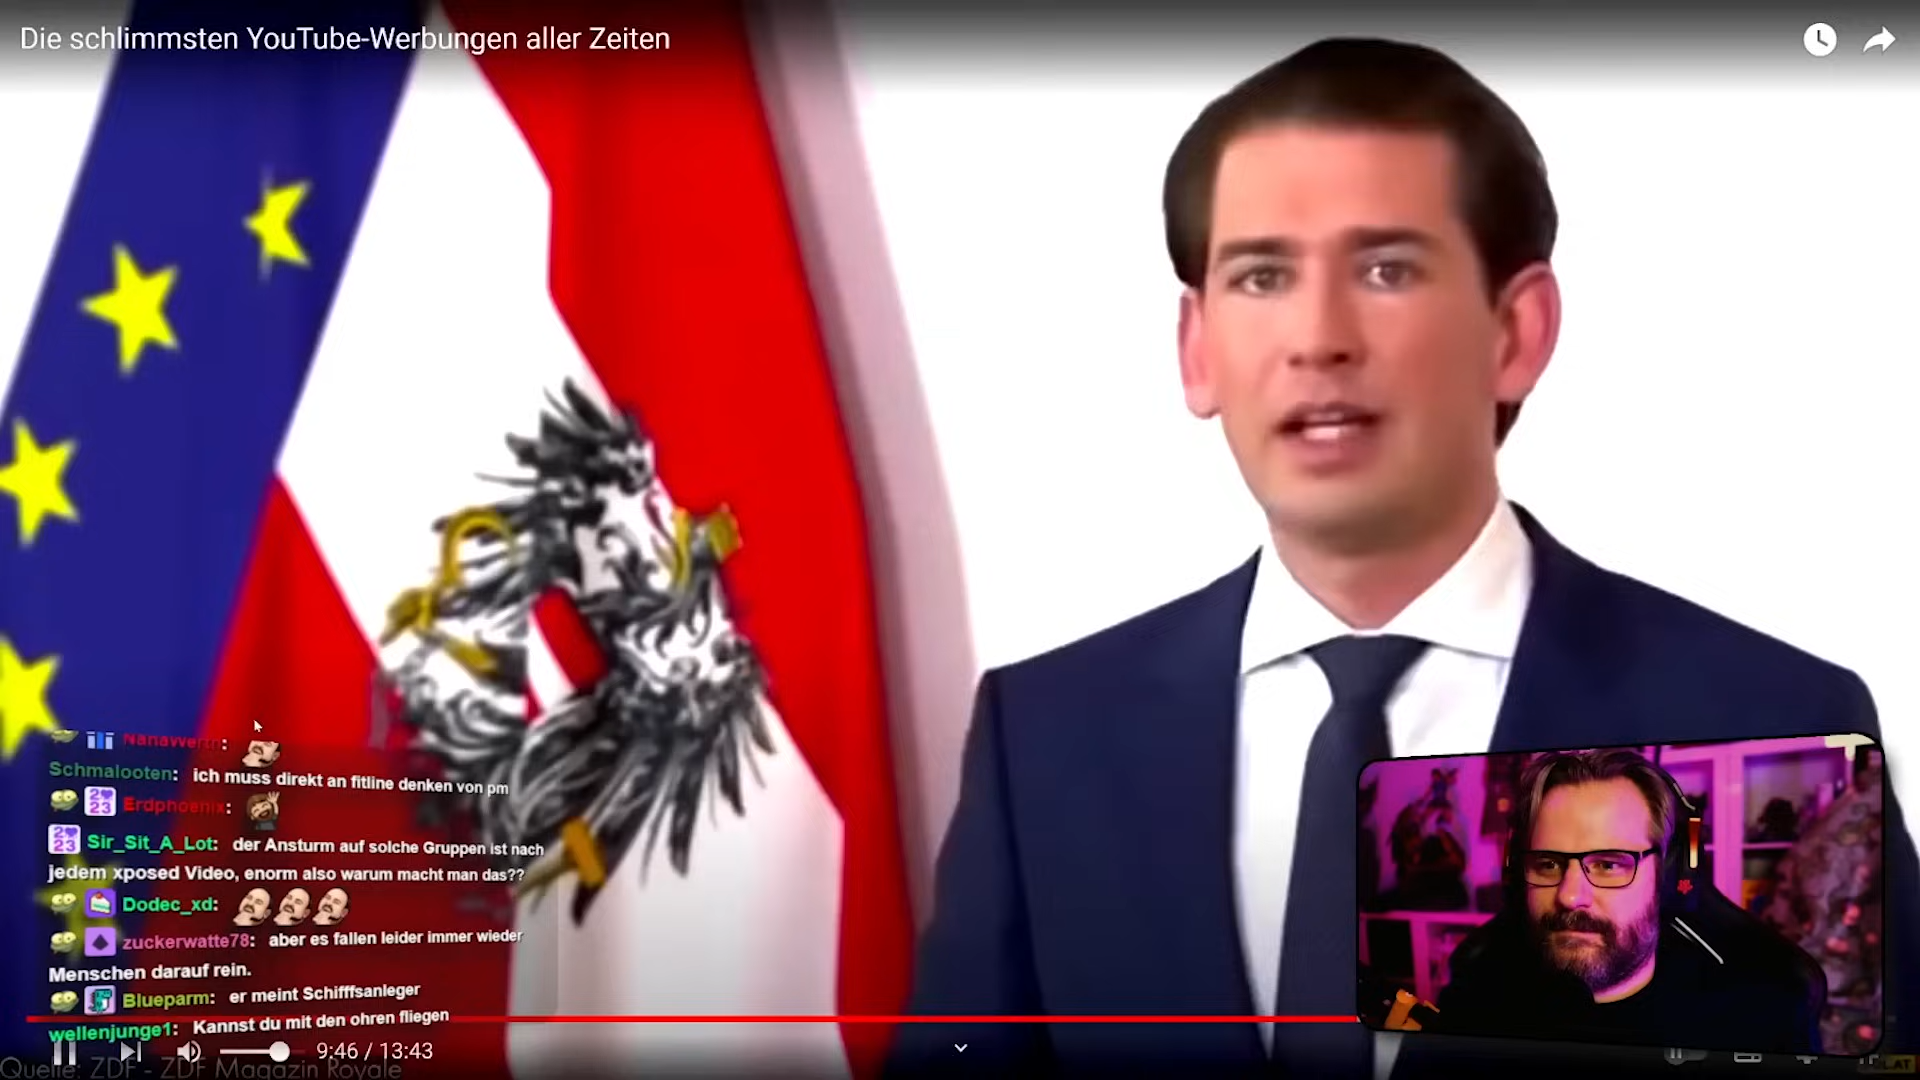 Die schlimmsten YouTube-Werbungen aller Zeiten
NanaWerth:
Schmalooten: ich muss direkt an fitline denken von pm
Erdphoenix:
Sir_Sit_A_Lot: der Ansturm auf solche Gruppen ist nach
jedem xposed Video, enorm also warum macht man das??
Dodec_xd:
zuckerwatte78: aber es fallen leider immer wieder
Menschen darauf rein.
Blueparm: er meint Schifffsanleger
wellenjunge1: Kannst du mit den ohren fliegen
9:46 / 13:43
Quelle: ZDF - ZDF Magazin Royale